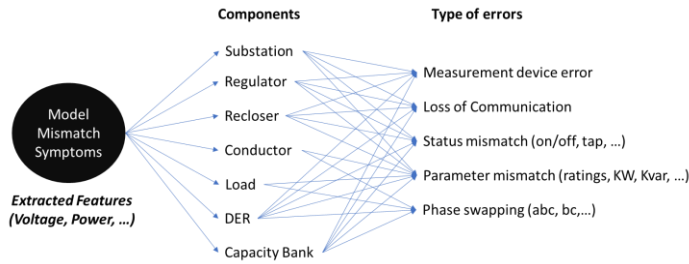 Components
Type of errors
Substation
Regulator
Recloser
Conductor
Load
DER
Capacity Bank
Model
Mismatch
Symptoms
Extracted Features
(Voltage, Power, ...)
Measurement device error
Loss of Communication
Status mismatch (on/off, tap, ...)
Parameter mismatch (ratings, KW, Kvar, ...)
Phase swapping (abc, bc,...)